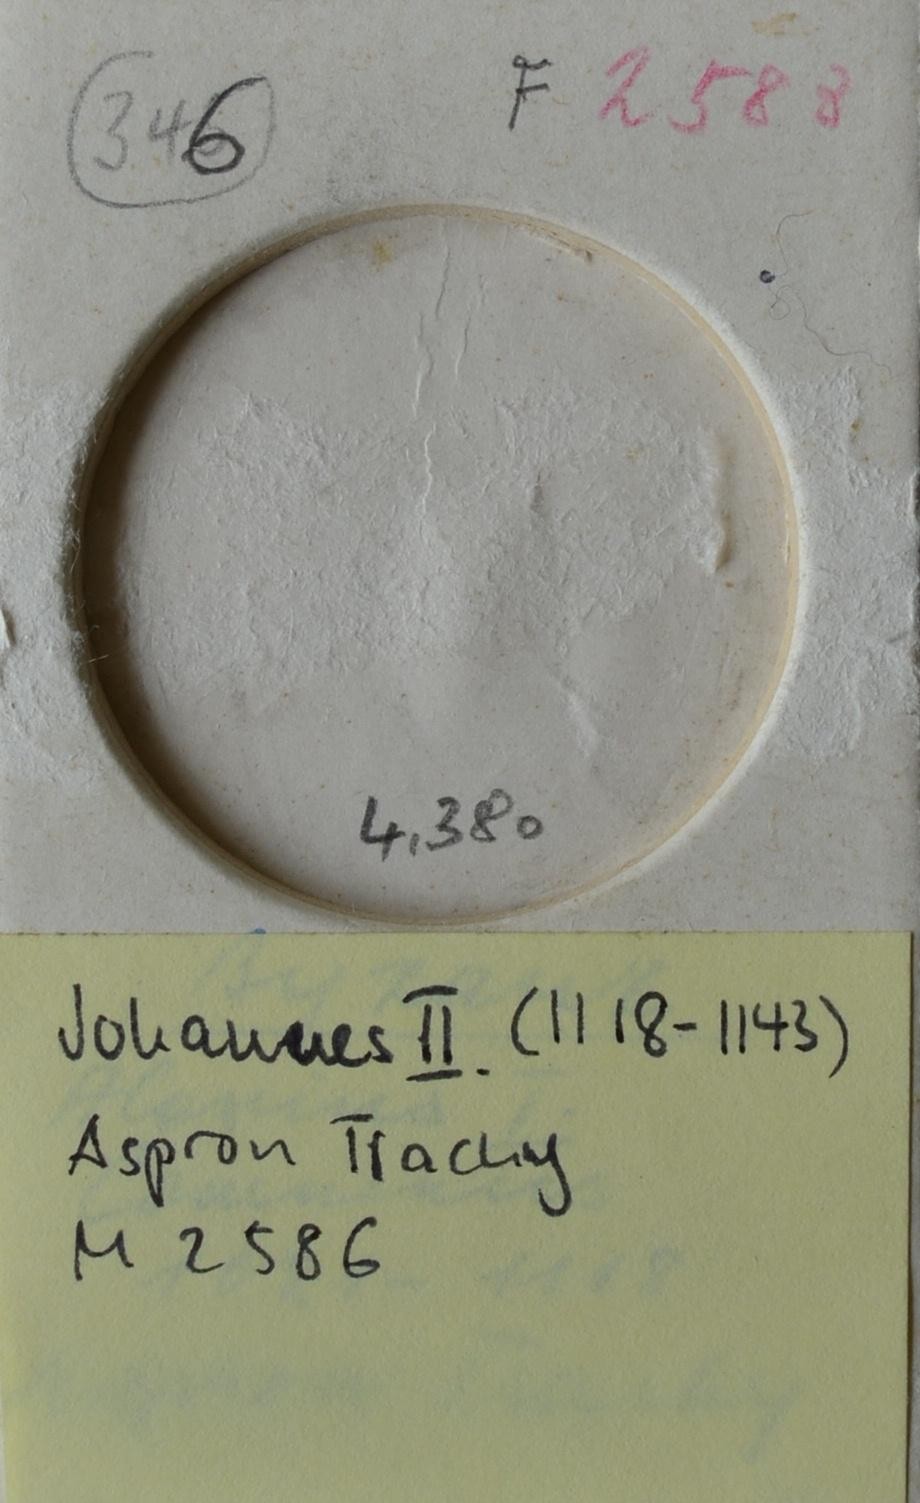 346 F 2588
4,380
Johannes II. (1118-1143)
Aspron Trachy
M 2586